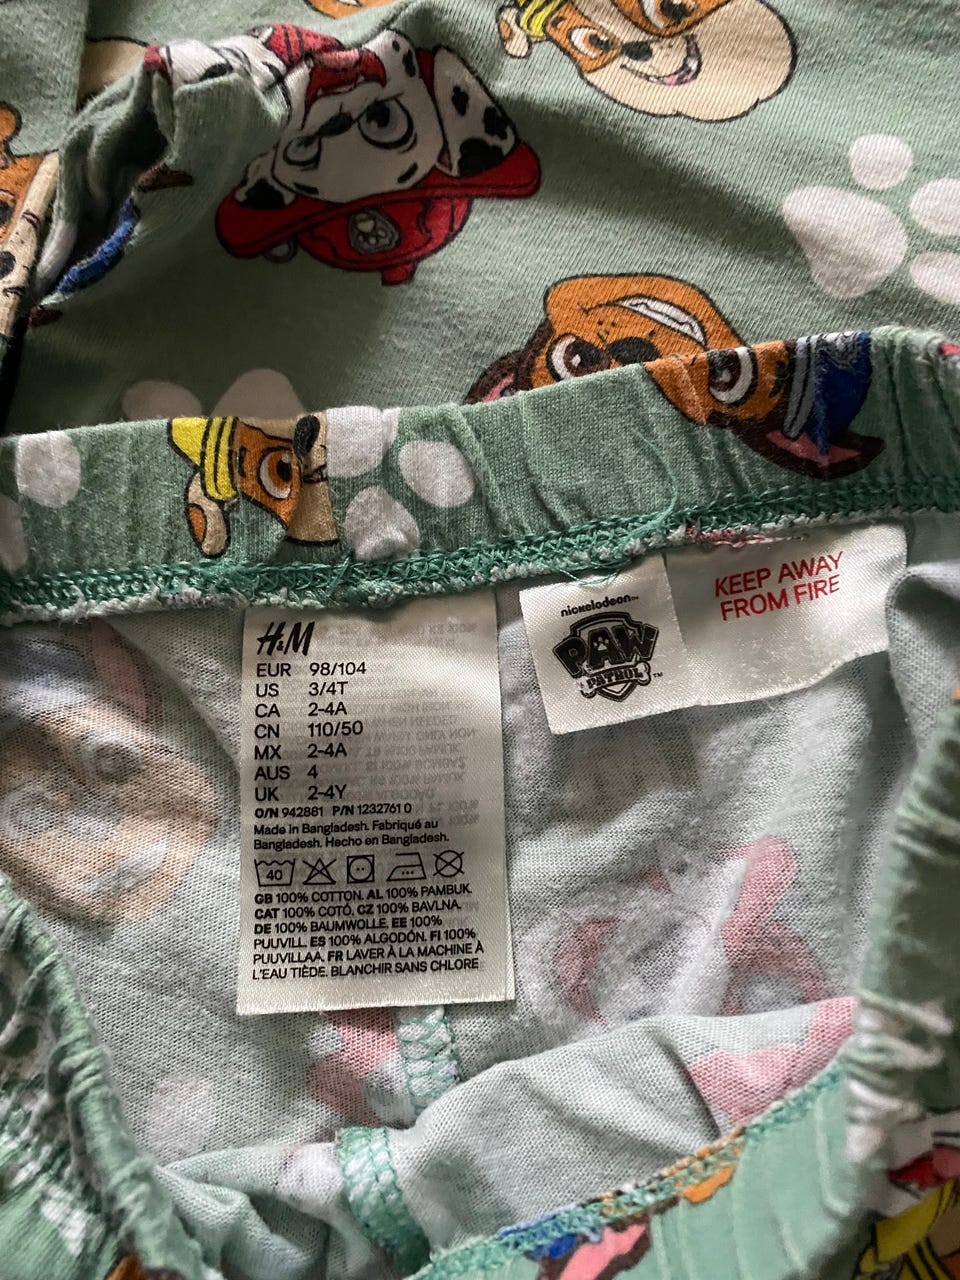 H&M
EUR 98/104
US 3/4T
CA 2-4A
CN 110/50
MX 2-4A
AUS 4
UK 2-4Y
O/N 942881 P/N 1232761 0
Made in Bangladesh. Fabriqué au
Bangladesh. Hecho en Bangladesh.
40
GB 100% COTTON. AL 100% PAMBUK.
CAT 100% COTÓ. CZ 100% BAVLNA.
DE 100% BAUMWOLLE. EE 100%
PUUVILL. ES 100% ALGODÓN. FI 100%
PUUVILLAA. FR LAVER À LA MACHINE À
L'EAU TIÈDE. BLANCHIR SANS CHLORE
nickelodeon™
PAW
PATROL™
KEEP AWAY
FROM FIRE